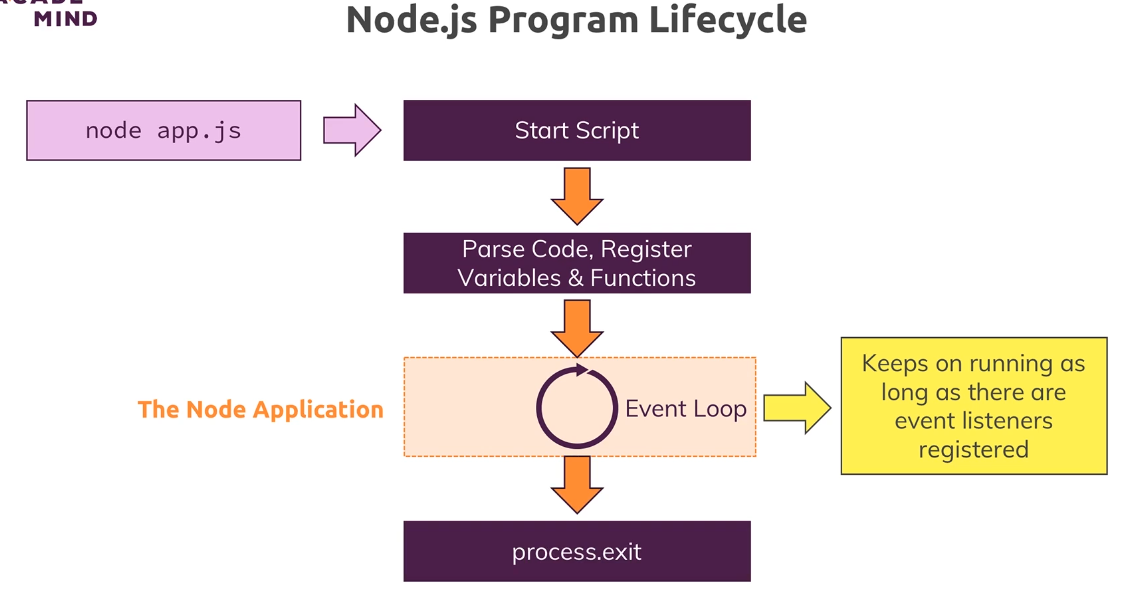 MIND
Node.js Program Lifecycle
node app.js
Start Script
Parse Code, Register
Variables & Functions
The Node Application
Event Loop
Keeps on running as
long as there are
event listeners
registered
process.exit